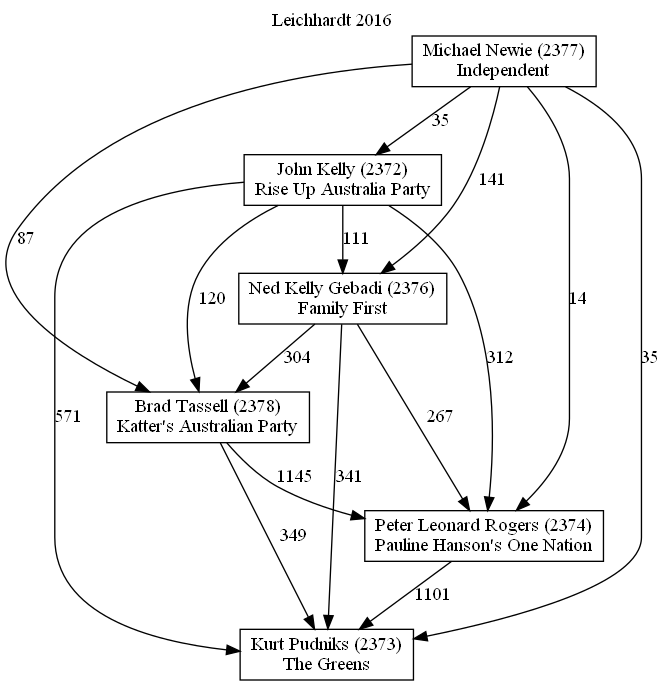 Leichhardt 2016
Michael Newie (2377)
Independent
35
John Kelly (2372)
Rise Up Australia Party
141
87
111
Ned Kelly Gebadi (2376)
Family First
120
14
304
312
35
Brad Tassell (2378)
Katter's Australian Party
571
267
1145
341
Peter Leonard Rogers (2374)
Pauline Hanson's One Nation
349
1101
Kurt Pudniks (2373)
The Greens